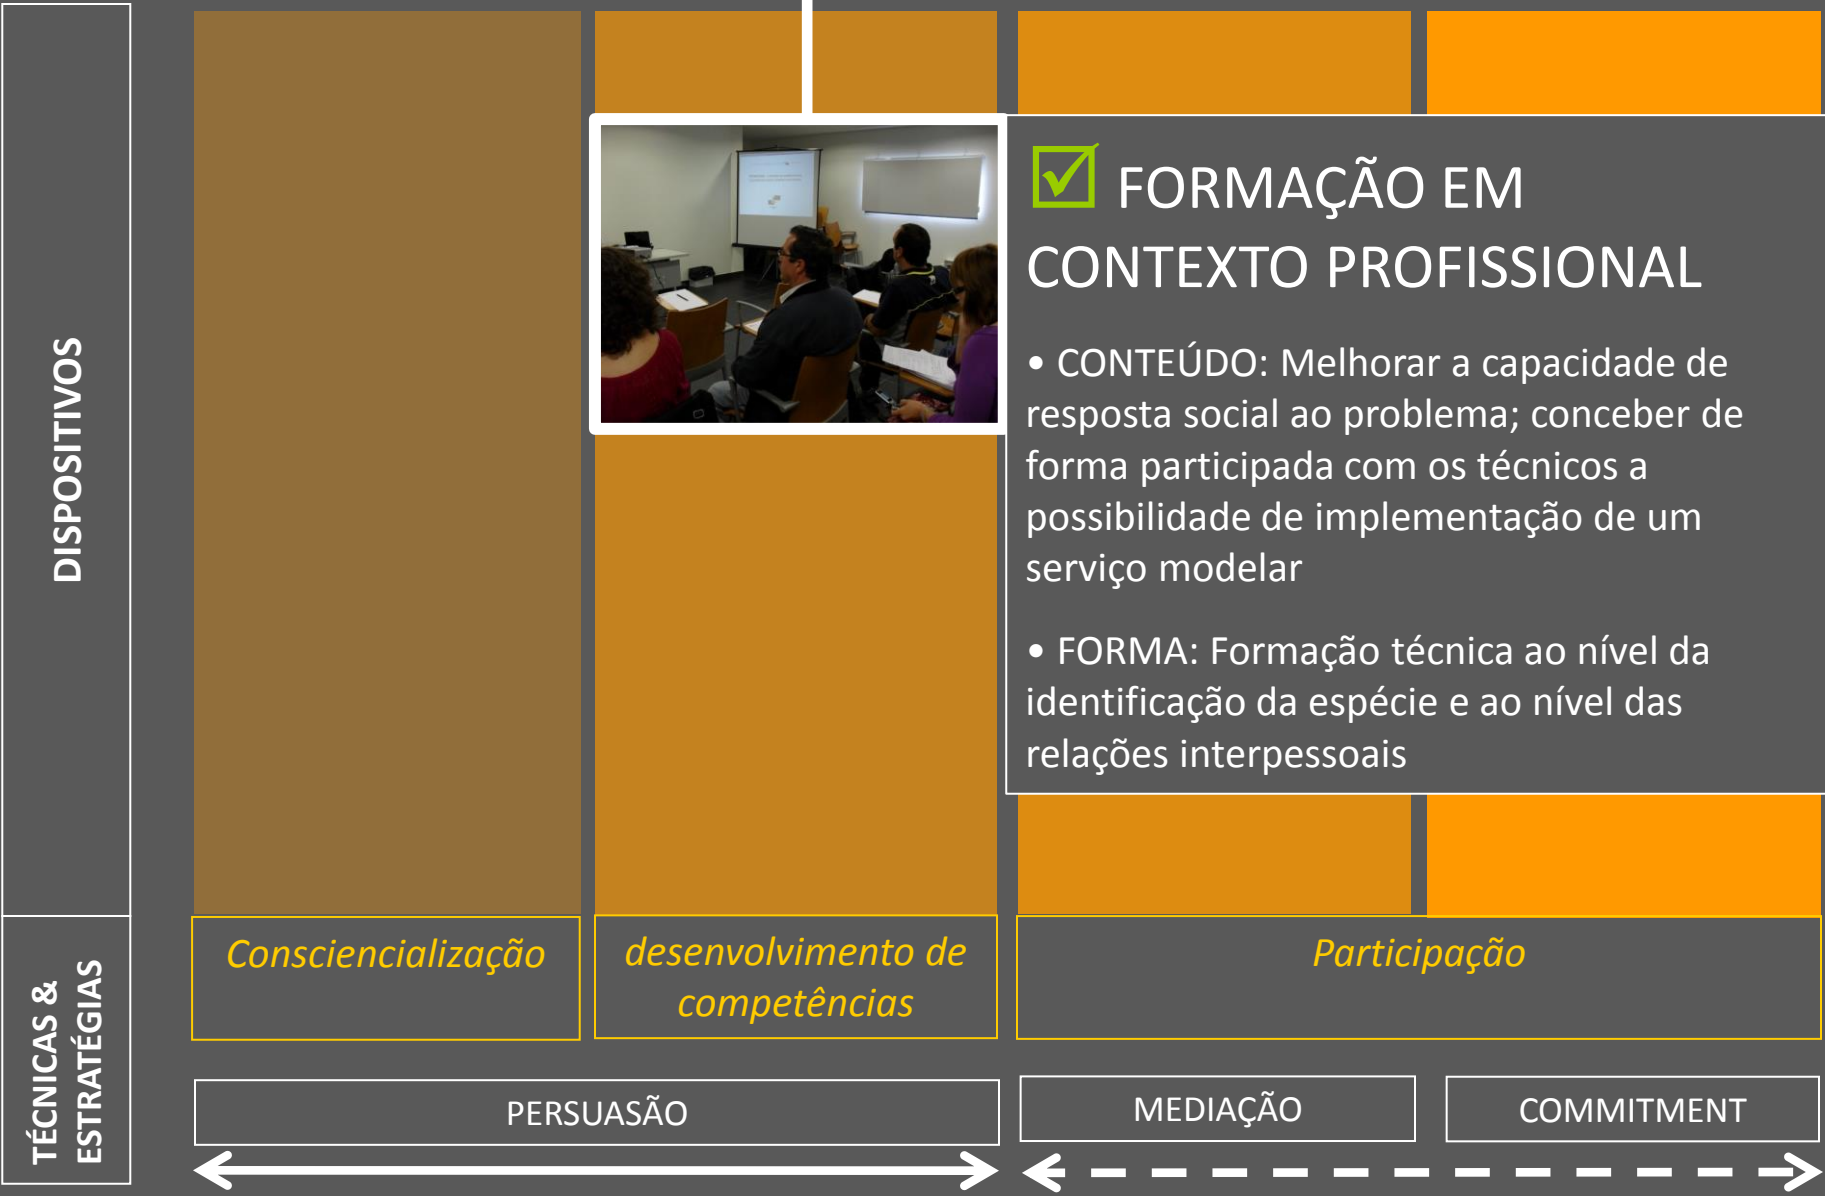 DISPOSITIVOS
FORMAÇÃO EM
CONTEXTO PROFISSIONAL
• CONTEÚDO: Melhorar a capacidade de
resposta social ao problema; conceber de
forma participada com os técnicos a
possibilidade de implementação de um
serviço modelar
• FORMA: Formação técnica ao nível da
identificação da espécie e ao nível das
relações interpessoais
TÉCNICAS &
ESTRATÉGIAS
Consciencialização
desenvolvimento de
competências
Participação
PERSUASÃO
MEDIAÇÃO
COMMITMENT